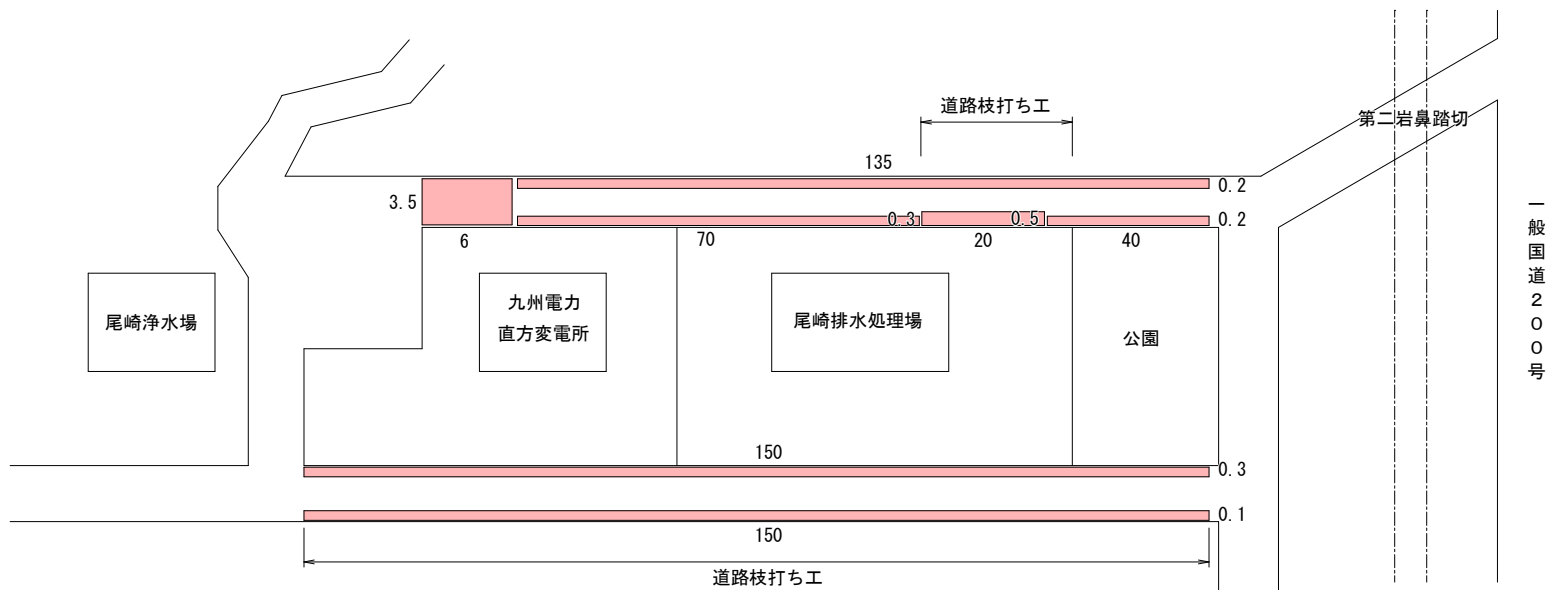 道路枝打ち工
第二岩鼻踏切
135
3.5
0.2
0.3
0.5
0.2
6
70
20
40
一般国道200号
尾崎浄水場
九州電力
直方変電所
尾崎排水処理場
公園
150
0.3
0.1
150
道路枝打ち工